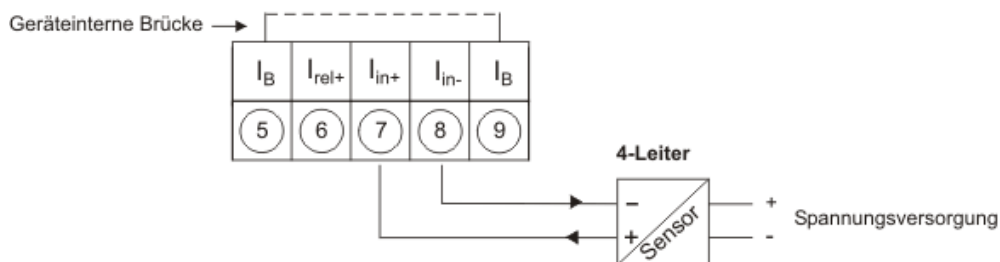 Geräteinterne Brücke
I_B I_rel+ I_in+ I_in- I_B
5 6 7 8 9
4-Leiter
- +
Sensor
Spannungsversorgung
+ -